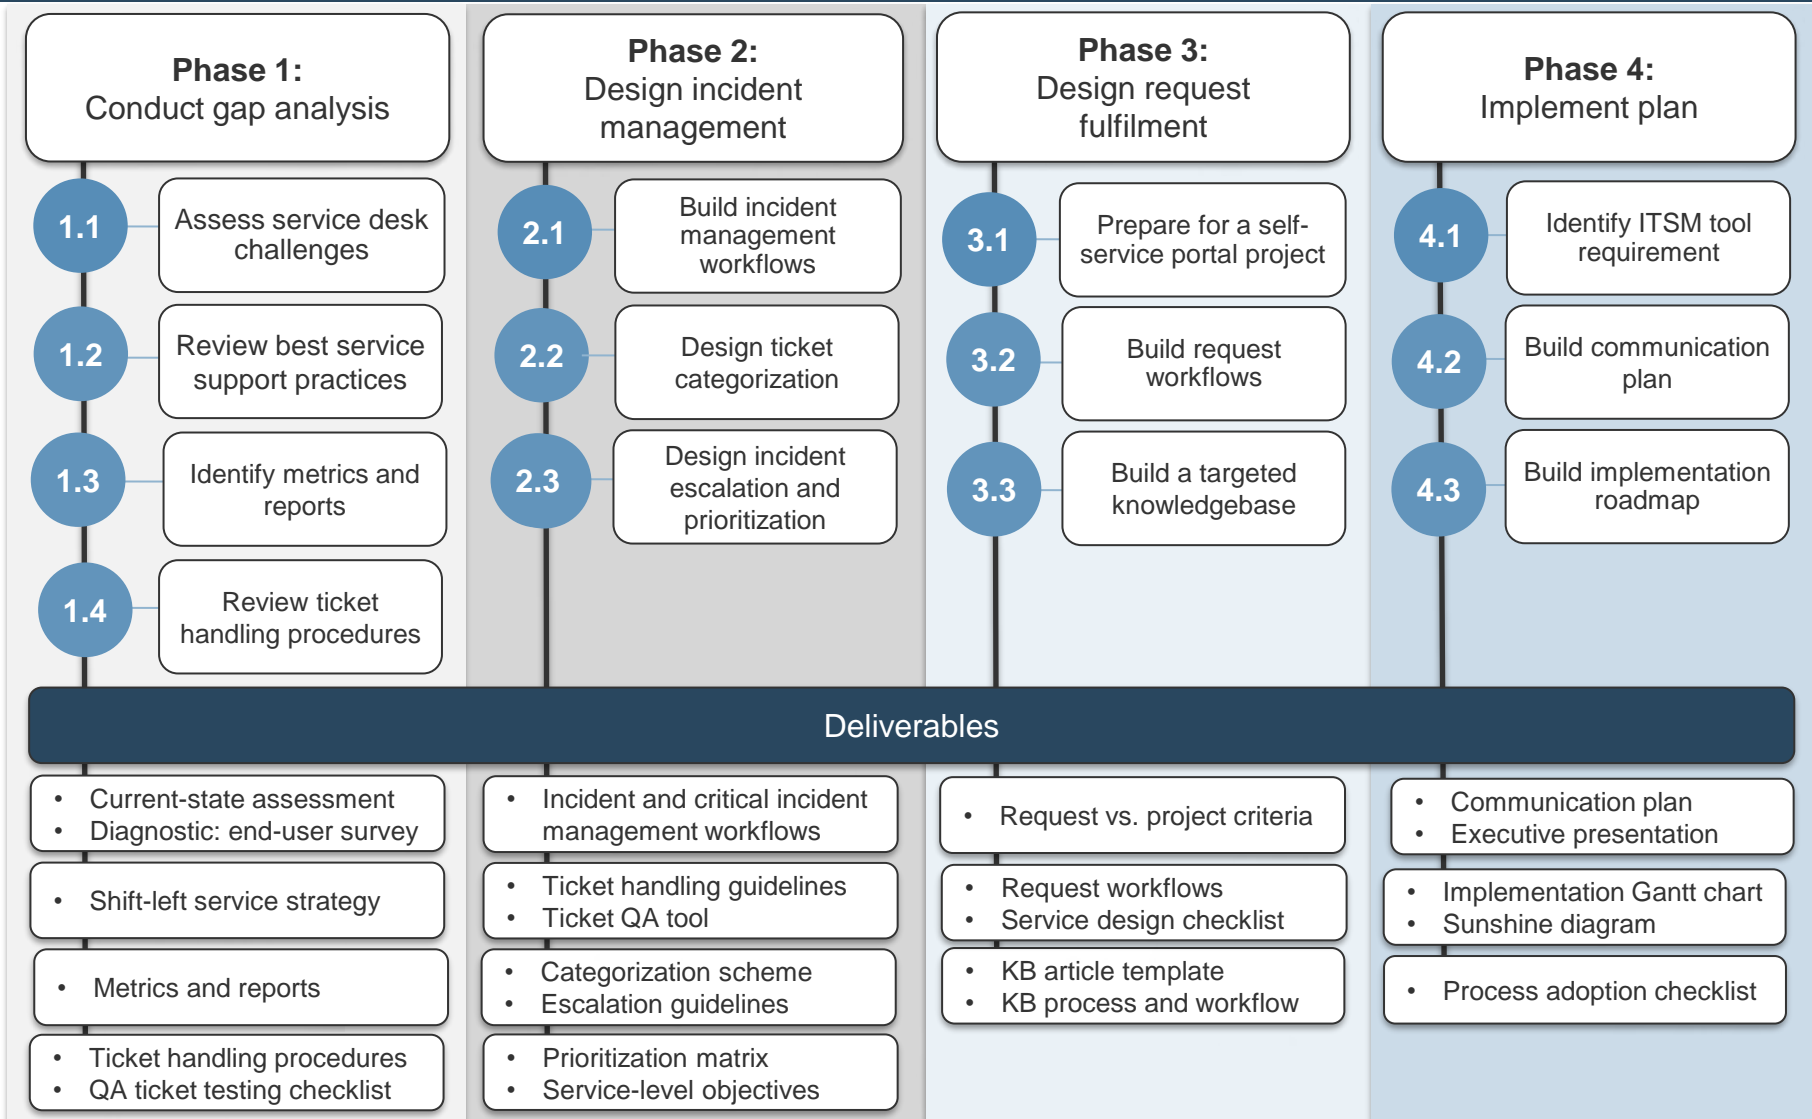 Phase 1:
Conduct gap analysis
1.1
Assess service desk
challenges
1.2
Review best service
support practices
1.3
Identify metrics and
reports
1.4
Review ticket
handling procedures
Phase 2:
Design incident
management
2.1
Build incident
management
workflows
2.2
Design ticket
categorization
2.3
Design incident
escalation and
prioritization
Phase 3:
Design request
fulfilment
3.1
Prepare for a self-
service portal project
3.2
Build request
workflows
3.3
Build a targeted
knowledgebase
Phase 4:
Implement plan
4.1
Identify ITSM tool
requirement
4.2
Build communication
plan
4.3
Build implementation
roadmap
Deliverables
• Current-state assessment
• Diagnostic: end-user survey
• Shift-left service strategy
• Metrics and reports
• Ticket handling procedures
• QA ticket testing checklist
• Incident and critical incident
management workflows
• Ticket handling guidelines
• Ticket QA tool
• Categorization scheme
• Escalation guidelines
• Prioritization matrix
• Service-level objectives
• Request vs. project criteria
• Request workflows
• Service design checklist
• KB article template
• KB process and workflow
• Communication plan
• Executive presentation
• Implementation Gantt chart
• Sunshine diagram
• Process adoption checklist